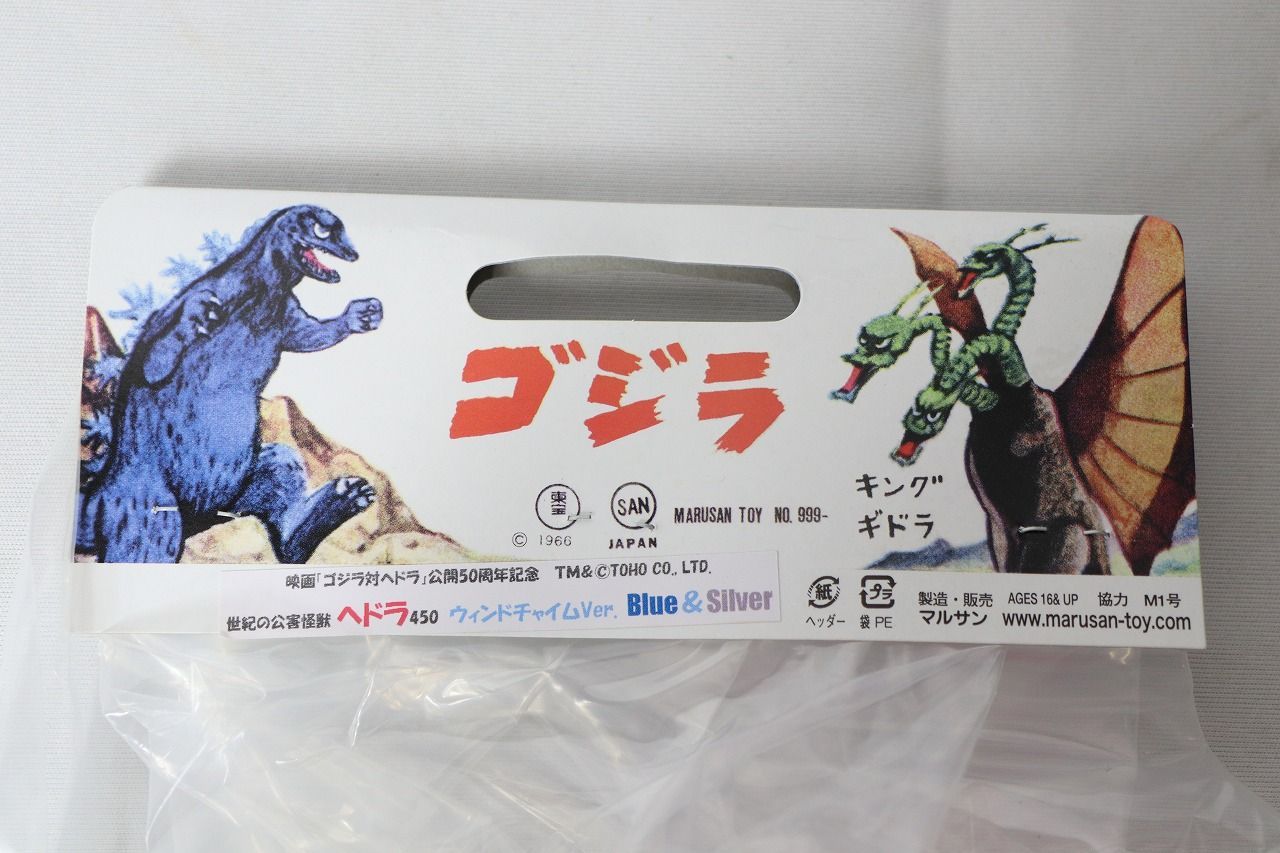 ゴジラ
キング
ギドラ
東宝
SAN
MARUSAN TOY NO. 999-
© 1966
JAPAN
映画「ゴジラ対ヘドラ」公開50周年記念 TM&©TOHO CO., LTD.
世紀の公害怪獣 ヘドラ450 ウィンドチャイムVer. Blue & Silver
紙
ヘッダー
プラ
袋 PE
製造・販売 AGES 16& UP 協力 M1号
マルサン www.marusan-toy.com